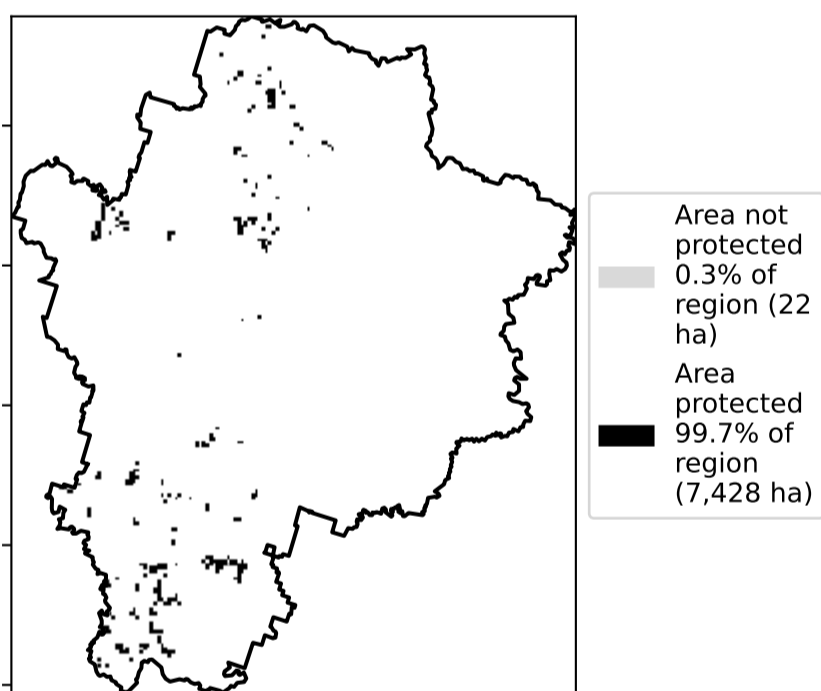 Area not
protected
0.3% of
region (22
ha)
Area
protected
99.7% of
region
(7,428 ha)